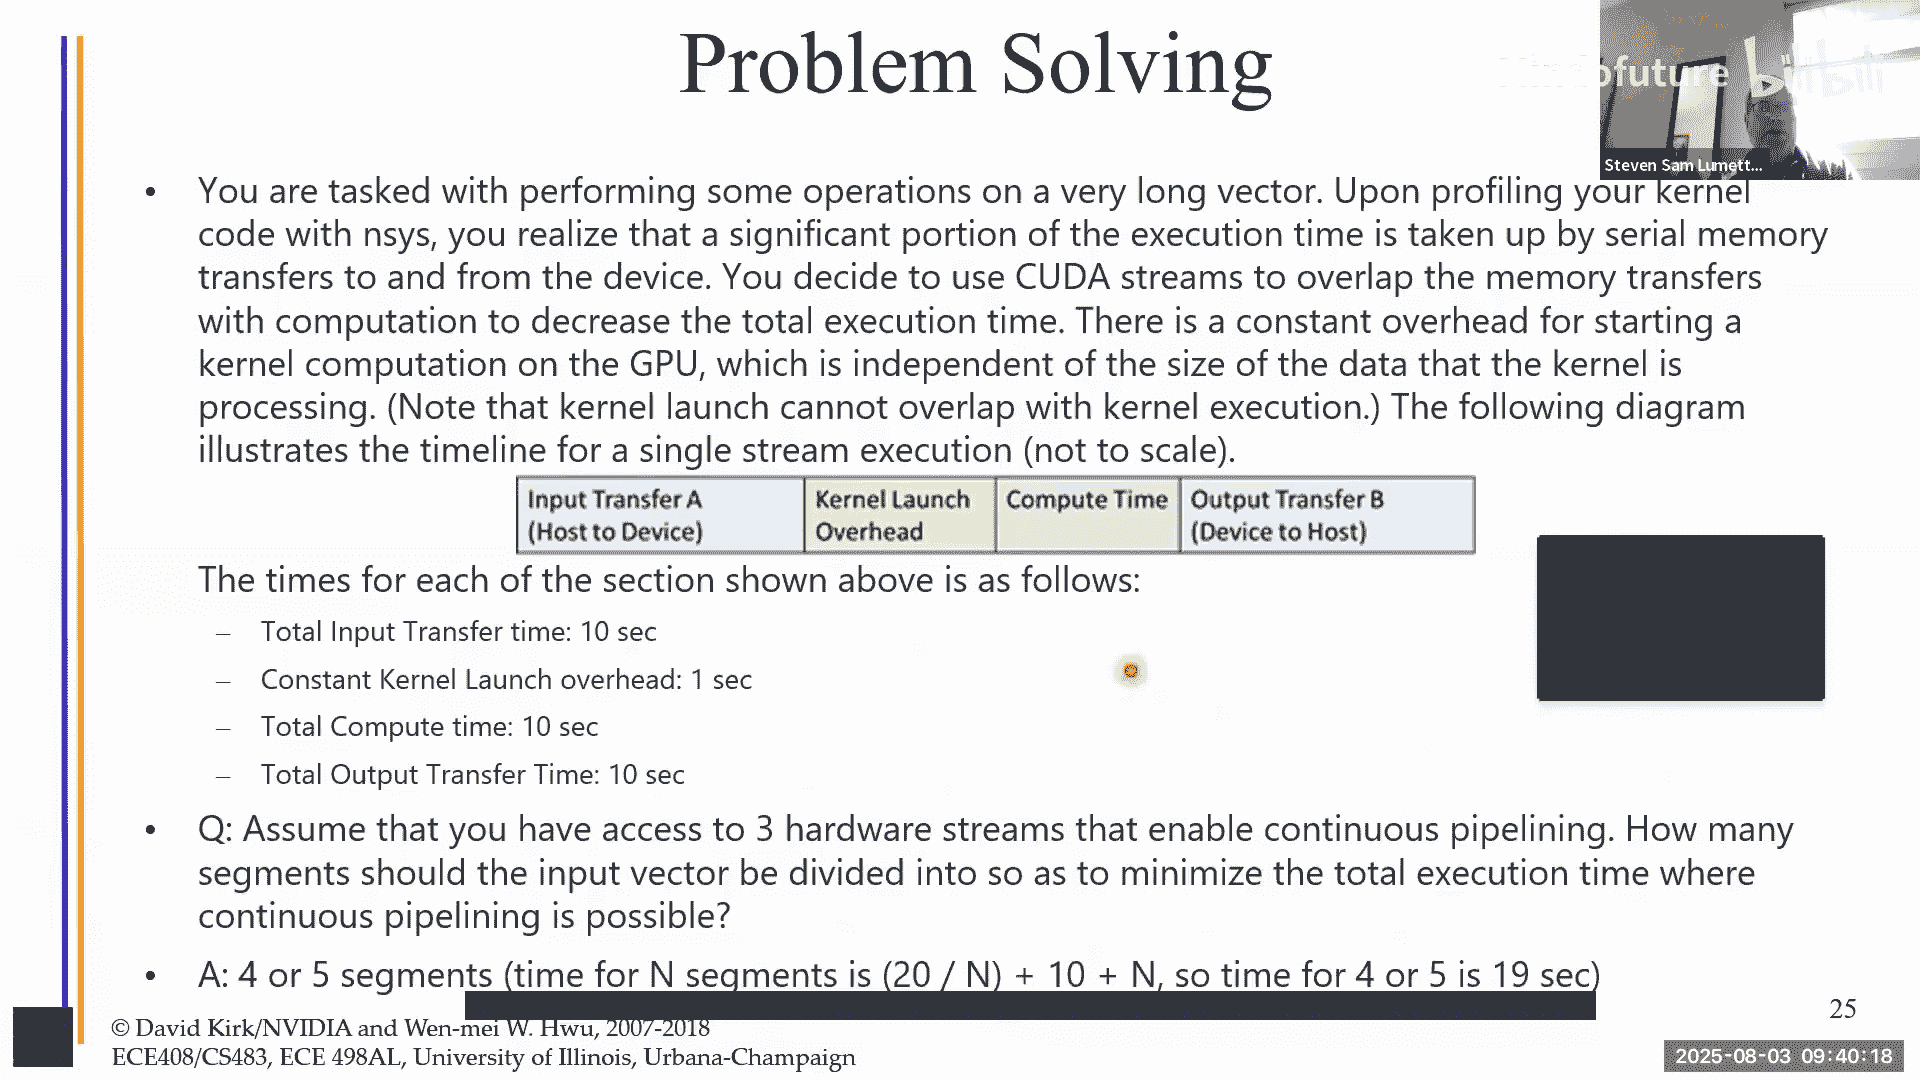 Problem Solving
ofuture bilibili
Steven Sam Lumett...
• You are tasked with performing some operations on a very long vector. Upon profiling your kernel
code with nsys, you realize that a significant portion of the execution time is taken up by serial memory
transfers to and from the device. You decide to use CUDA streams to overlap the memory transfers
with computation to decrease the total execution time. There is a constant overhead for starting a
kernel computation on the GPU, which is independent of the size of the data that the kernel is
processing. (Note that kernel launch cannot overlap with kernel execution.) The following diagram
illustrates the timeline for a single stream execution (not to scale).
Input Transfer A
(Host to Device)
Kernel Launch
Overhead
Compute Time
Output Transfer B
(Device to Host)
The times for each of the section shown above is as follows:
– Total Input Transfer time: 10 sec
– Constant Kernel Launch overhead: 1 sec
– Total Compute time: 10 sec
– Total Output Transfer Time: 10 sec
• Q: Assume that you have access to 3 hardware streams that enable continuous pipelining. How many
segments should the input vector be divided into so as to minimize the total execution time where
continuous pipelining is possible?
• A: 4 or 5 segments (time for N segments is (20 / N) + 10 + N, so time for 4 or 5 is 19 sec)
25
© David Kirk/NVIDIA and Wen-mei W. Hwu, 2007-2018
ECE408/CS483, ECE 498AL, University of Illinois, Urbana-Champaign
2025-08-03 09:40:18